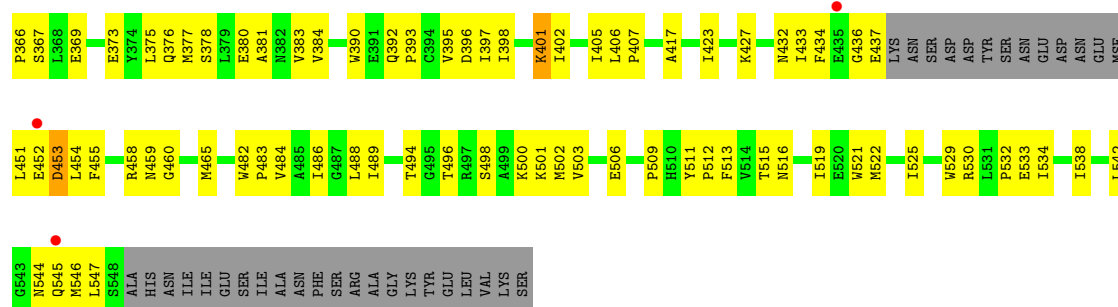 P366 S367 L368 E369 E373 Y374 L375 Q376 M377 S378 L379 E380 A381 N382 V383 V384 W390 E391 Q392 P393 C394 V395 D396 I397 I398 K401 I402 I405 L406 P407 A417 I423 K427 N432 I433 F434 E435 G436 E437 LYS ASN SER ASP ASP TYR SER ASN GLU ASP ASN GLU MSE
L451 E452 D453 L454 F455 R458 N459 G460 M465 W482 P483 V484 A485 I486 G487 L488 I489 T494 G495 T496 R497 S498 A499 K500 K501 M502 V503 E506 P509 H510 Y511 P512 F513 V514 T515 N516 I519 E520 W521 M522 I525 W529 R530 L531 P532 E533 I534 I538 L542
G543 N544 Q545 M546 L547 S548 ALA HIS ASN ILE ILE GLU SER ILE ALA ASN PHE SER ARG ALA GLY LYS TYR GLU LEU VAL LYS SER